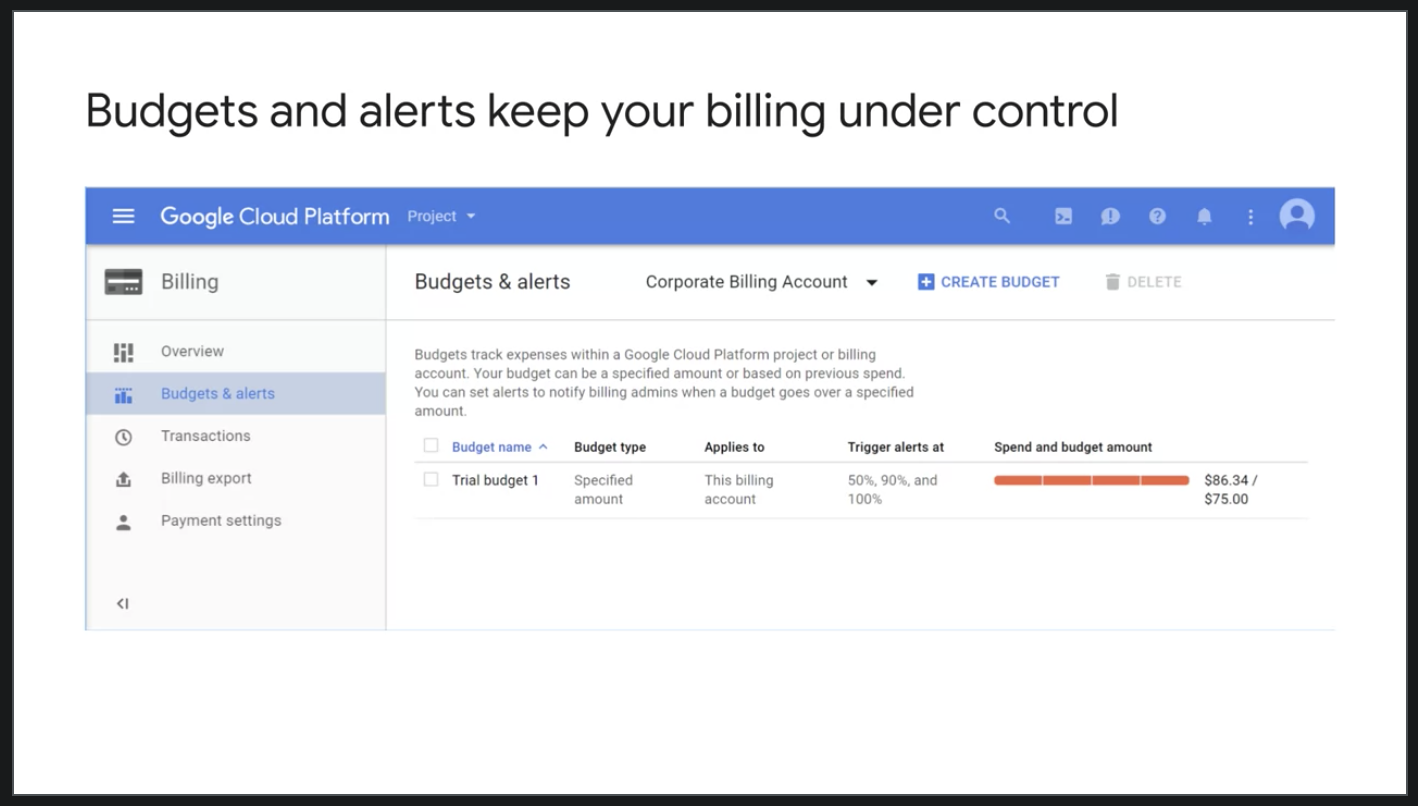 Budgets and alerts keep your billing under control
Google Cloud Platform Project
Billing
Budgets & alerts Corporate Billing Account CREATE BUDGET DELETE
Overview
Budgets & alerts
Transactions
Billing export
Payment settings
Budgets track expenses within a Google Cloud Platform project or billing
account. Your budget can be a specified amount or based on previous spend.
You can set alerts to notify billing admins when a budget goes over a specified
amount.
Budget name Budget type Applies to Trigger alerts at Spend and budget amount
Trial budget 1 Specified This billing 50%, 90%, and $86.34 /
amount account 100% $75.00